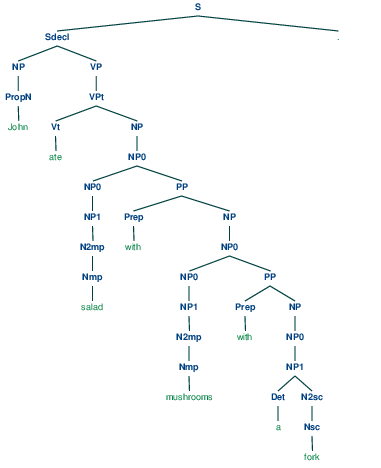 S
Sdecl .
NP VP
PropN VPt
John Vt NP
ate NP0
NP0 PP
NP1 Prep NP
N2mp with NP0
Nmp NP0 PP
salad NP1 Prep NP
N2mp with NP0
Nmp NP1
mushrooms Det N2sc
a Nsc
fork